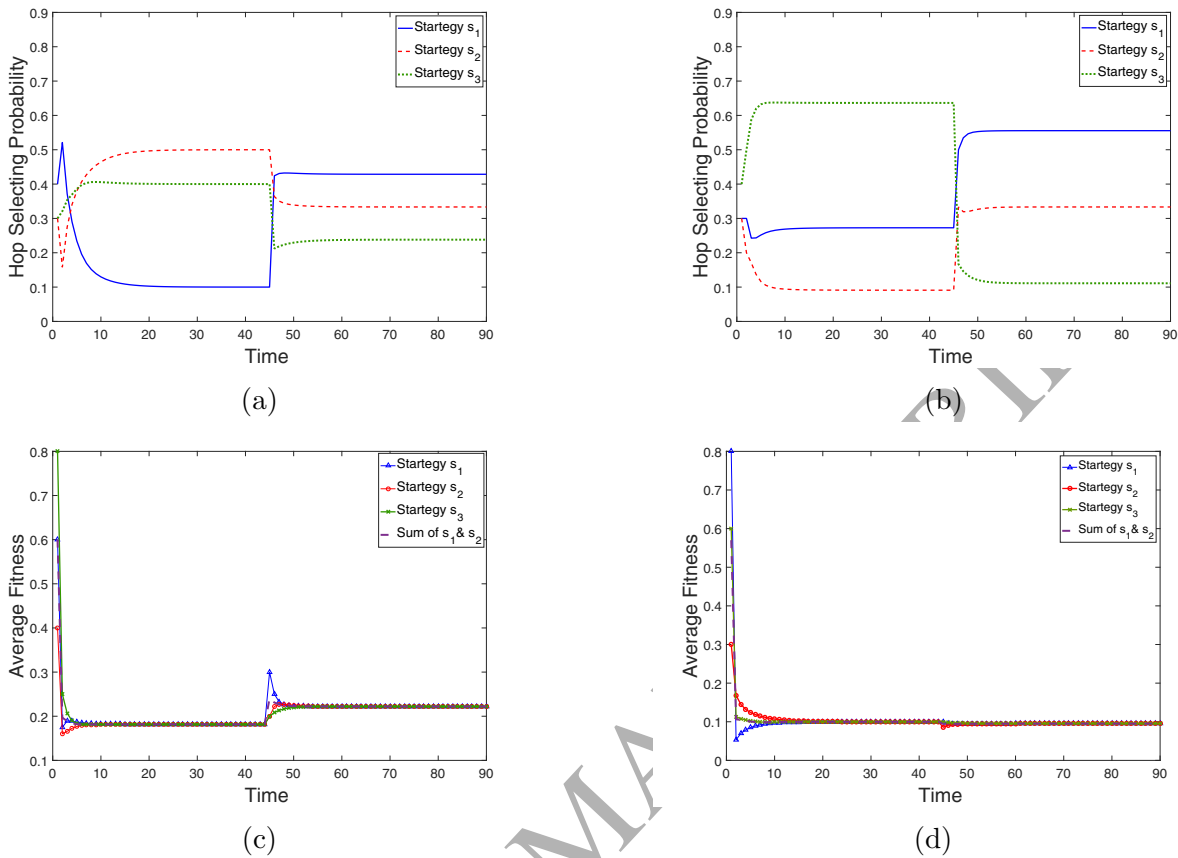 0.9
0.8
0.7
0.6
0.5
0.4
0.3
0.2
0.1
0
Hop Selecting Probability
Startegy s1
Startegy s2
Startegy s3
0 10 20 30 40 50 60 70 80 90
Time
(a)
0.9
0.8
0.7
0.6
0.5
0.4
0.3
0.2
0.1
0
Hop Selecting Probability
Startegy s1
Startegy s2
Startegy s3
0 10 20 30 40 50 60 70 80 90
Time
(b)
0.8
0.7
0.6
0.5
0.4
0.3
0.2
0.1
Average Fitness
Startegy s1
Startegy s2
Startegy s3
Sum of s1& s2
0 10 20 30 40 50 60 70 80 90
Time
(c)
0.8
0.7
0.6
0.5
0.4
0.3
0.2
0.1
0
Average Fitness
Startegy s1
Startegy s2
Startegy s3
Sum of s1& s2
0 10 20 30 40 50 60 70 80 90
Time
(d)
MA